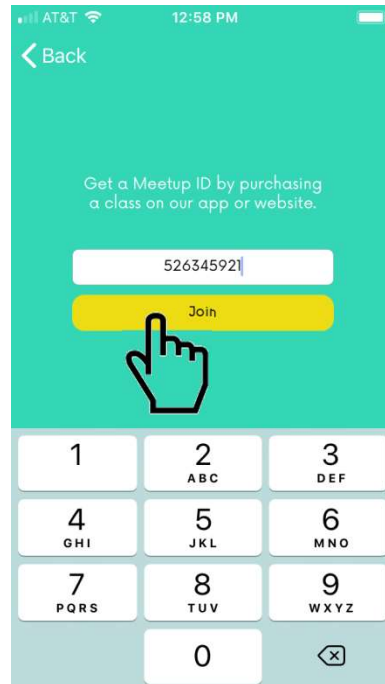 AT&T 12:58 PM
Back
Get a Meetup ID by purchasing
a class on our app or website.
526345921
Join
1 2 3
ABC DEF
4 5 6
GHI JKL MNO
7 8 9
PQRS TUV WXYZ
0